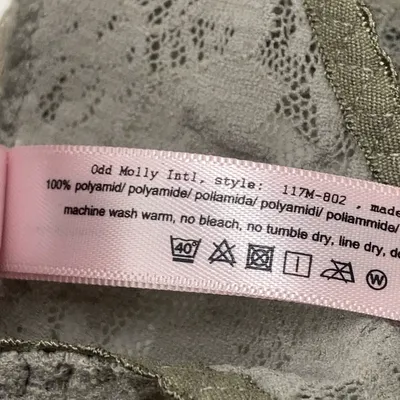 Odd Molly Intl, style: 117M-802 , made
100% polyamid/ polyamide/ poliamida/ polyamidi/ poliammide/
machine wash warm, no bleach, no tumble dry, line dry, do
40°
W